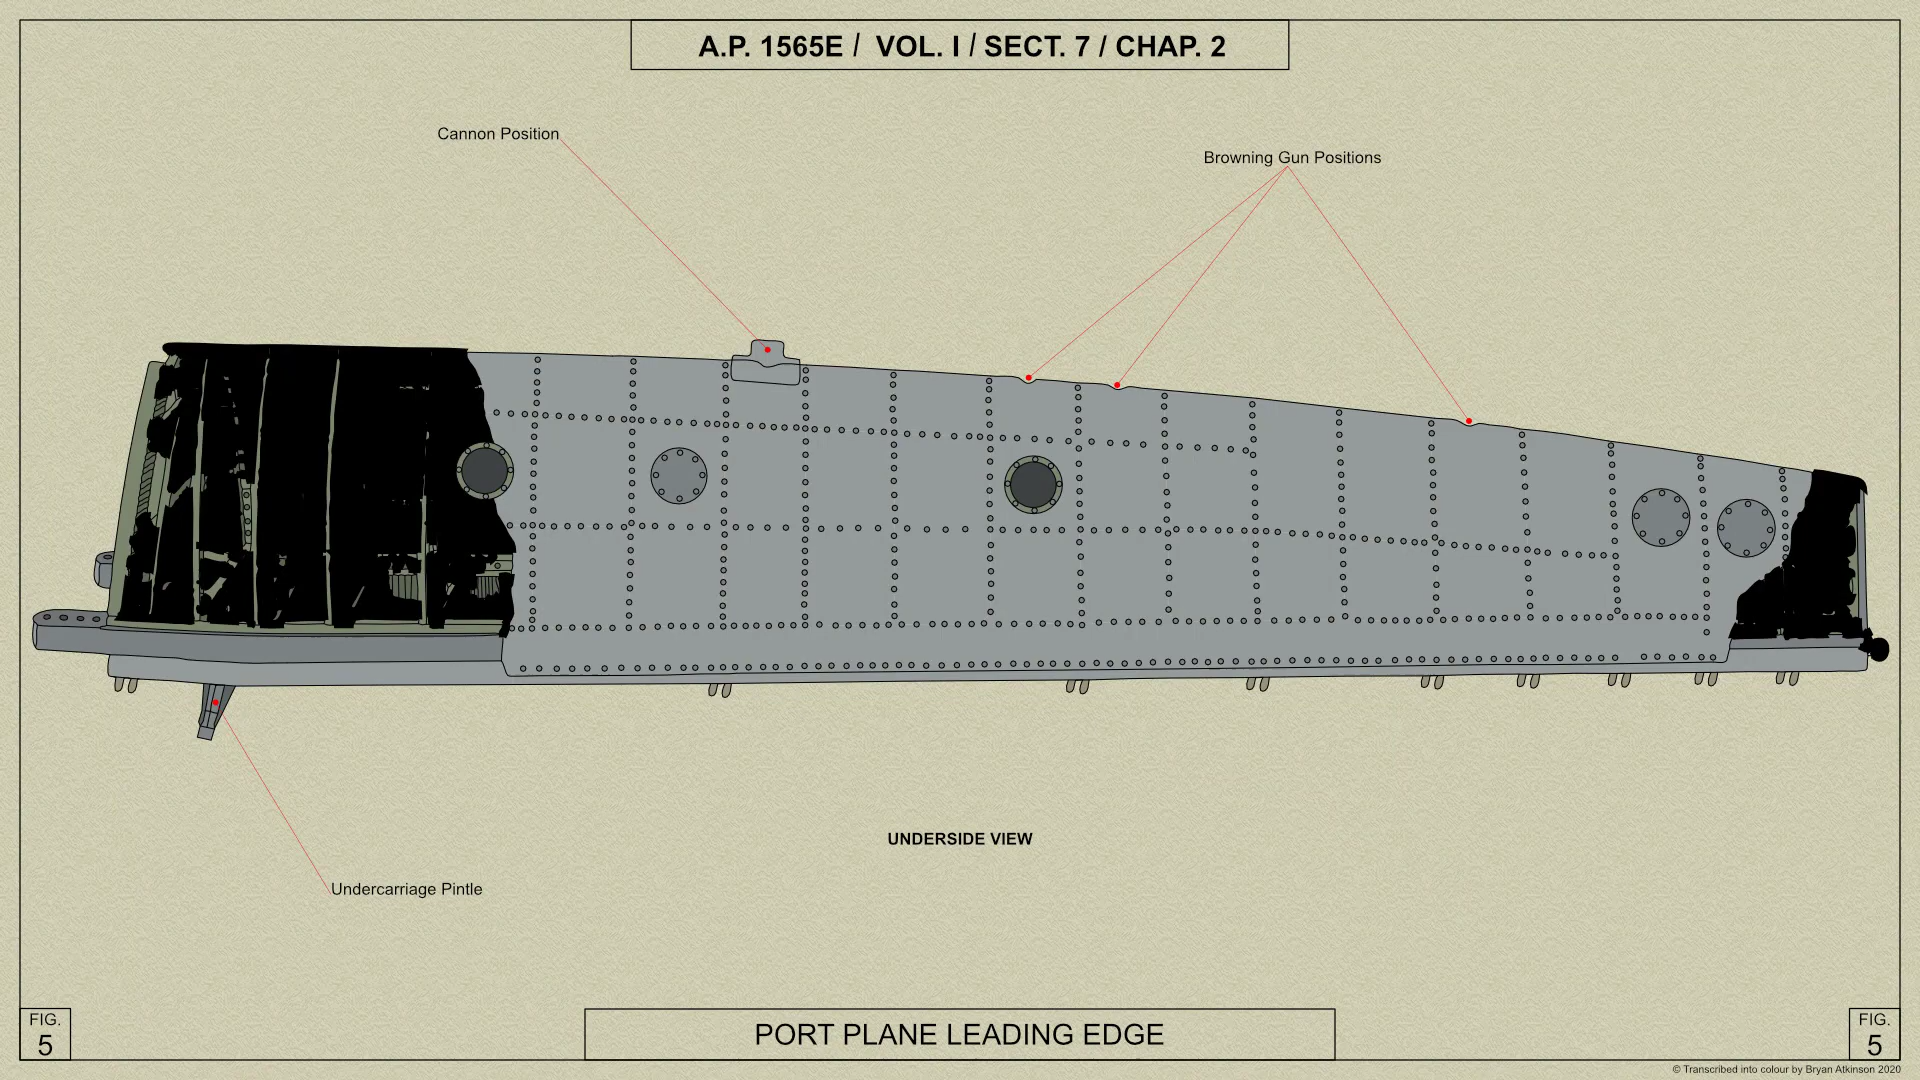 A.P. 1565E / VOL. I / SECT. 7 / CHAP. 2
Cannon Position
Browning Gun Positions
UNDERSIDE VIEW
Undercarriage Pintle
FIG.
5
PORT PLANE LEADING EDGE
FIG.
5
© Transcribed into colour by Bryan Atkinson 2020